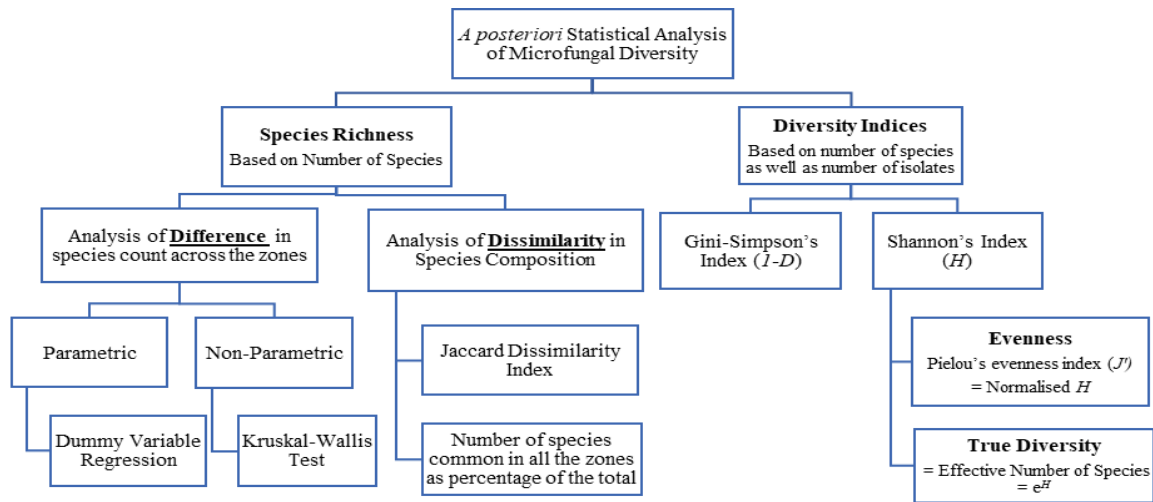 A posteriori Statistical Analysis
of Microfungal Diversity
Species Richness
Based on Number of Species
Diversity Indices
Based on number of species
as well as number of isolates
Analysis of Difference in
species count across the zones
Analysis of Dissimilarity in
Species Composition
Gini-Simpson's
Index (1-D)
Shannon's Index
(H)
Parametric
Non-Parametric
Jaccard Dissimilarity
Index
Evenness
Pielou's evenness index (J')
= Normalised H
Dummy Variable
Regression
Kruskal-Wallis
Test
Number of species
common in all the zones
as percentage of the total
True Diversity
= Effective Number of Species
= e^H